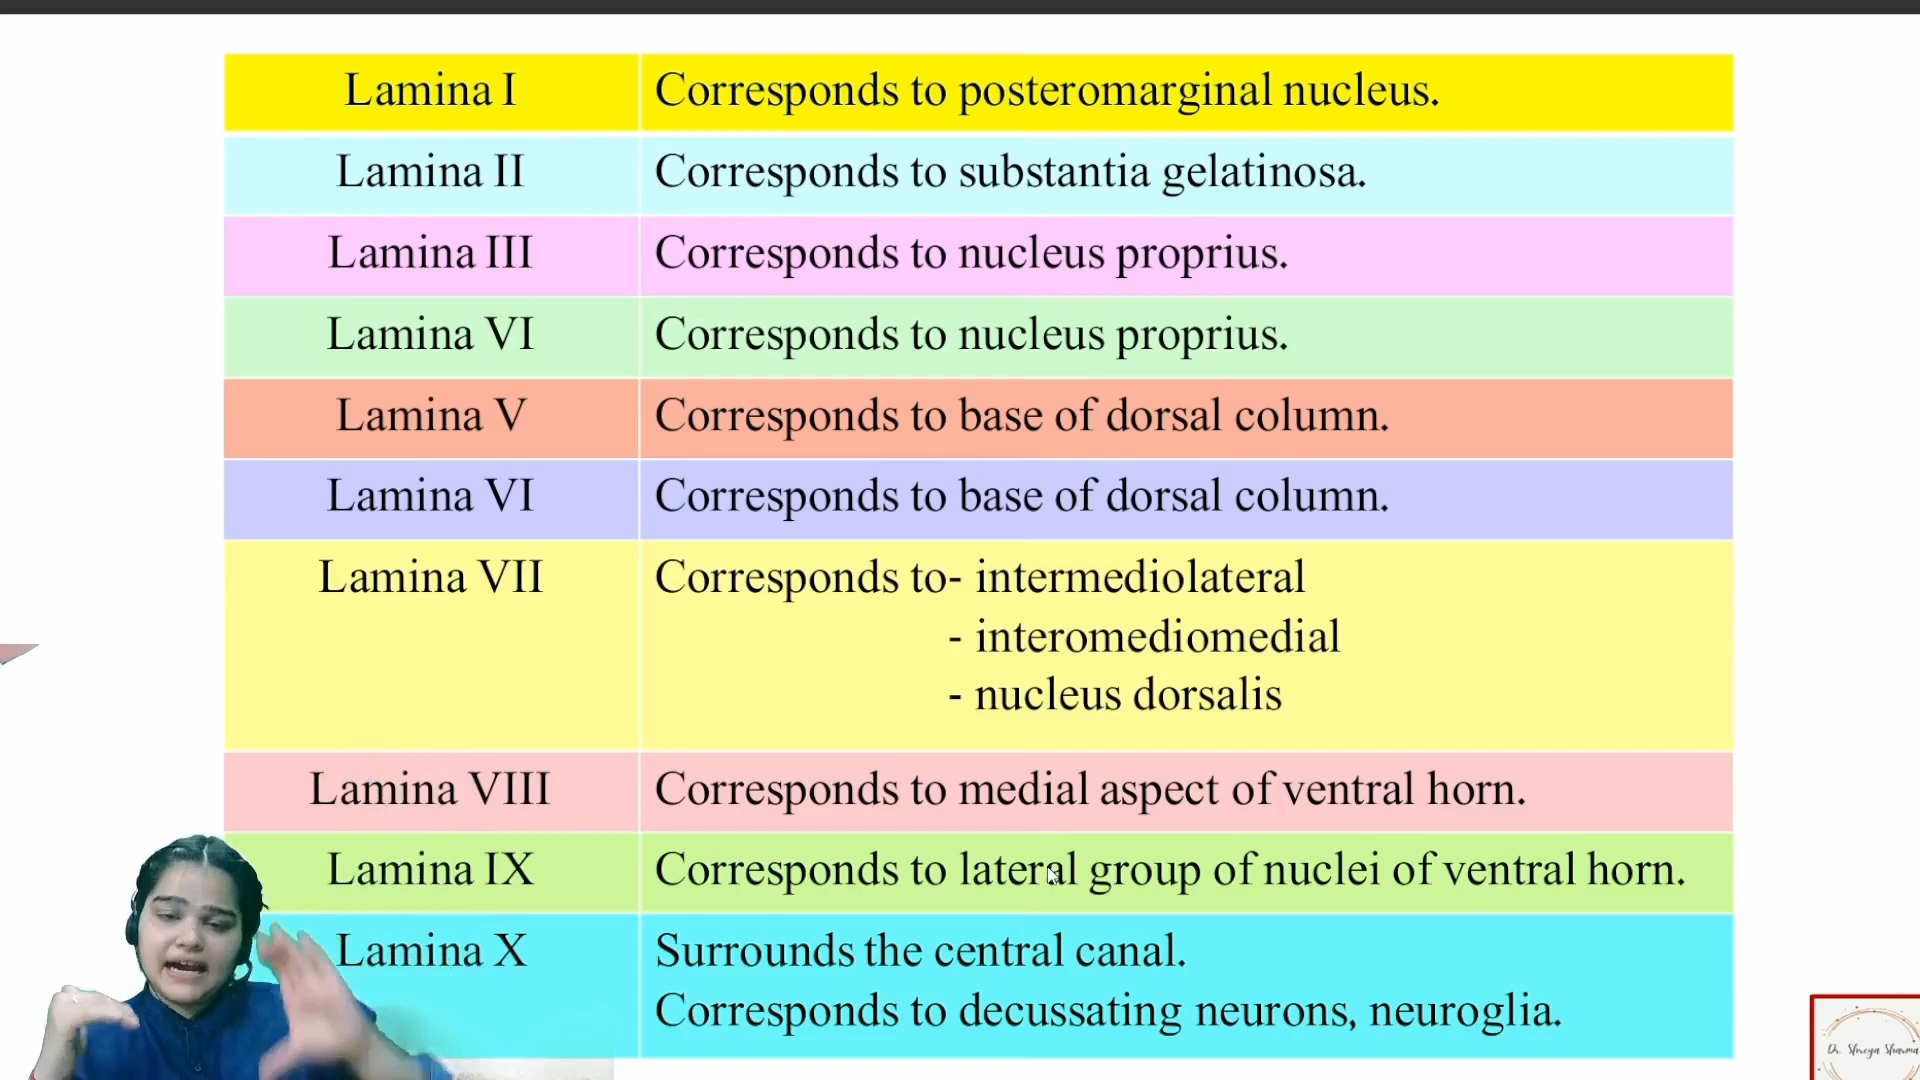 Lamina I Corresponds to posteromarginal nucleus.
Lamina II Corresponds to substantia gelatinosa.
Lamina III Corresponds to nucleus proprius.
Lamina VI Corresponds to nucleus proprius.
Lamina V Corresponds to base of dorsal column.
Lamina VI Corresponds to base of dorsal column.
Lamina VII Corresponds to- intermediolateral
- interomediomedial
- nucleus dorsalis
Lamina VIII Corresponds to medial aspect of ventral horn.
Lamina IX Corresponds to lateral group of nuclei of ventral horn.
Lamina X Surrounds the central canal.
Corresponds to decussating neurons, neuroglia.
Dr. Shreya Sharma